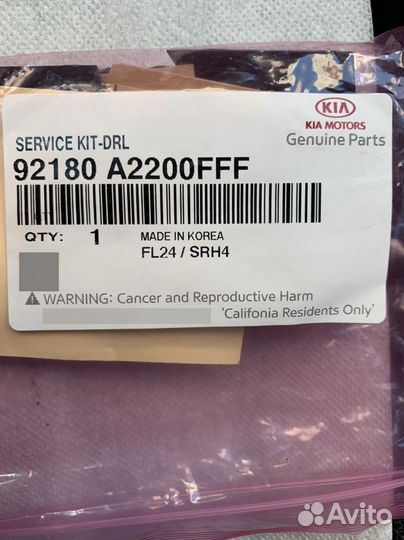 KIA
KIA MOTORS
Genuine Parts
SERVICE KIT-DRL
92180 A2200FFF
QTY: 1 MADE IN KOREA
FL24 / SRH4
WARNING: Cancer and Reproductive Harm
'Califonia Residents Only'
Avito